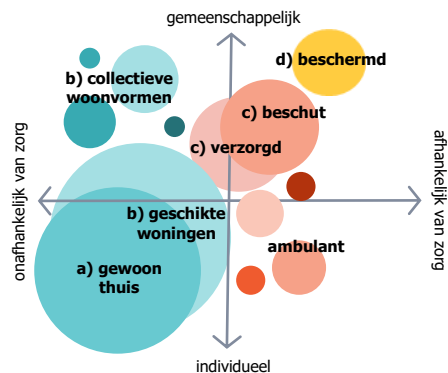 gemeenschappelijk
d) beschermd
b) collectieve
woonvormen
c) beschut
c) verzorgd
onafhankelijk van zorg
afhankelijk van zorg
b) geschikte
woningen
ambulant
a) gewoon
thuis
individueel